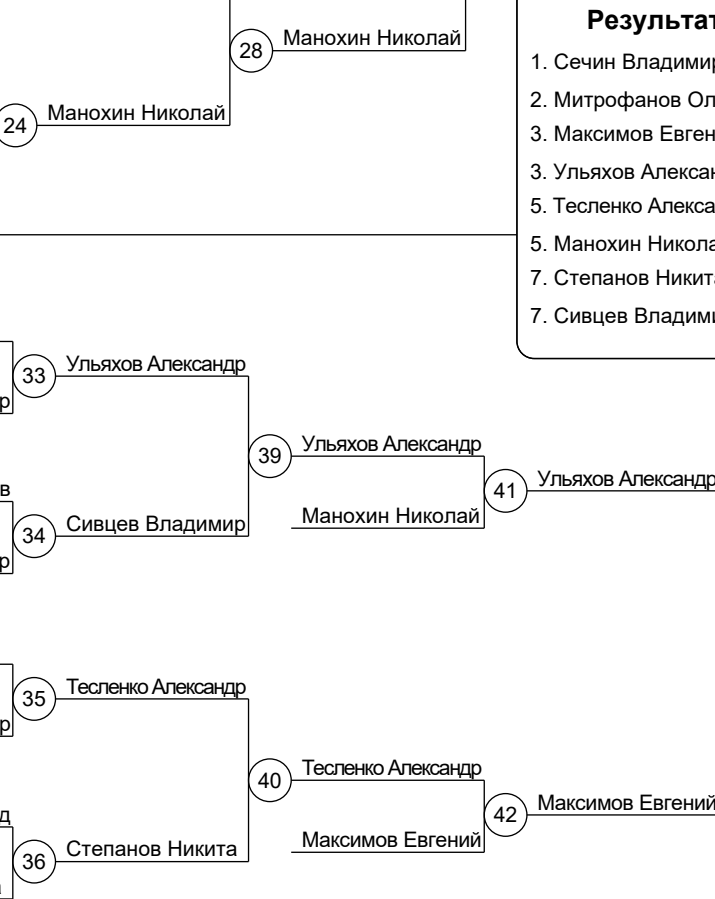 28 Манохин Николай
24 Манохин Николай
1. Сечин Владимир
2. Митрофанов
3. Максимов
3. Ульяхов
5. Тесленко
5. Манохин
7. Степанов Никита
7. Сивцев
33 Ульяхов Александр
39 Ульяхов Александр
41 Ульяхов Александр
34 Сивцев Владимир
Манохин Николай
35 Тесленко Александр
40 Тесленко Александр
42 Максимов Евгений
36 Степанов Никита
Максимов Евгений